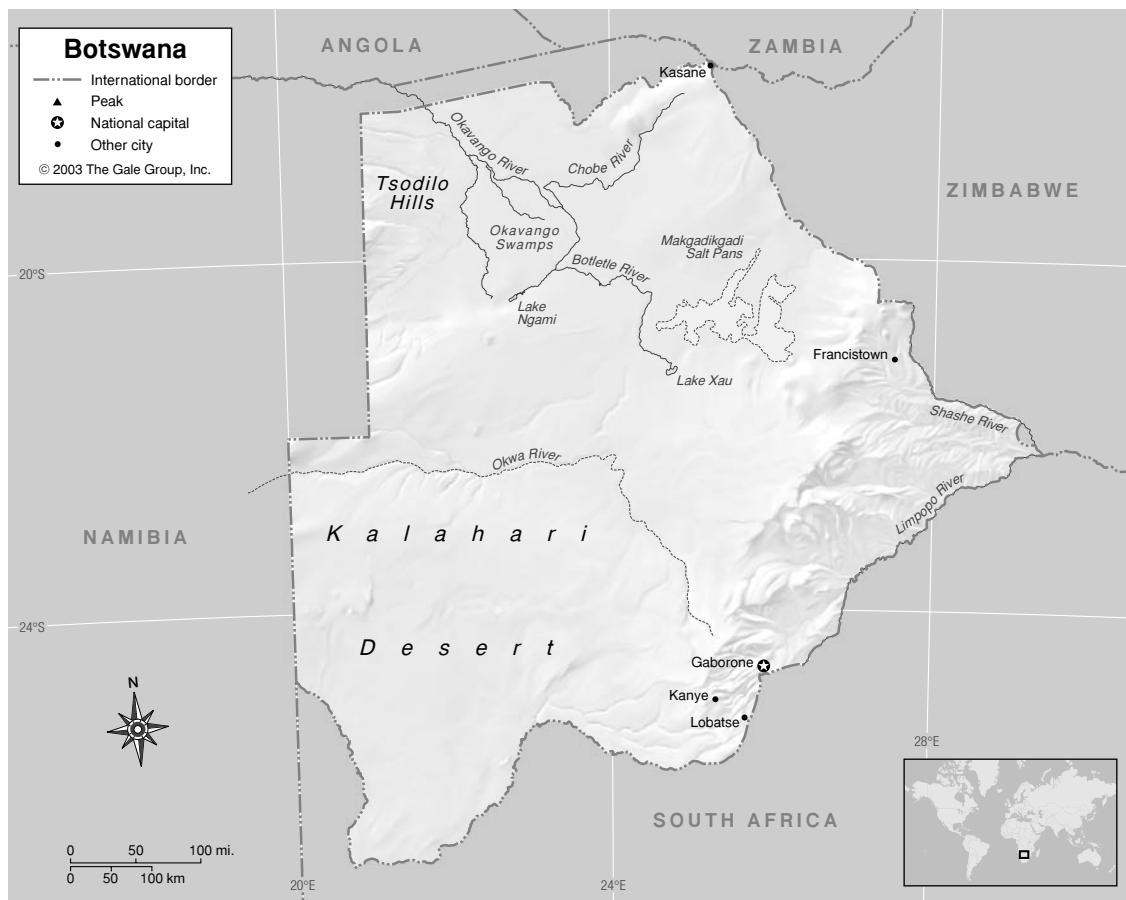 Botswana
International border
Peak
National capital
Other city
© 2003 The Gale Group, Inc.
ANGOLA
ZAMBIA
Kasane
Okavango River
Chobe River
ZIMBABWE
Tsodilo
Hills
Okavango
Swamps
Makgadikgadi
Salt Pans
20°S
Botletle River
Lake
Ngami
Francistown
Lake Xau
Shashe River
Okwa River
Limpopo River
NAMIBIA
Kalahari
Desert
24°S
Gaborone
Kanye
Lobatse
N
28°E
SOUTH AFRICA
0 50 100 mi.
0 50 100 km
20°E
24°E